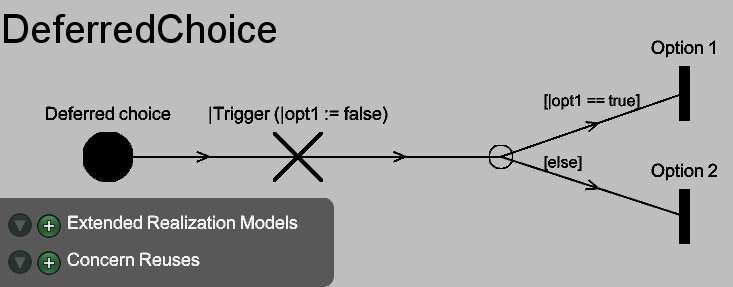 DeferredChoice
Option 1
Deferred choice
|Trigger (|opt1 := false)
[|opt1 == true]
[else]
Option 2
Extended Realization Models
Concern Reuses